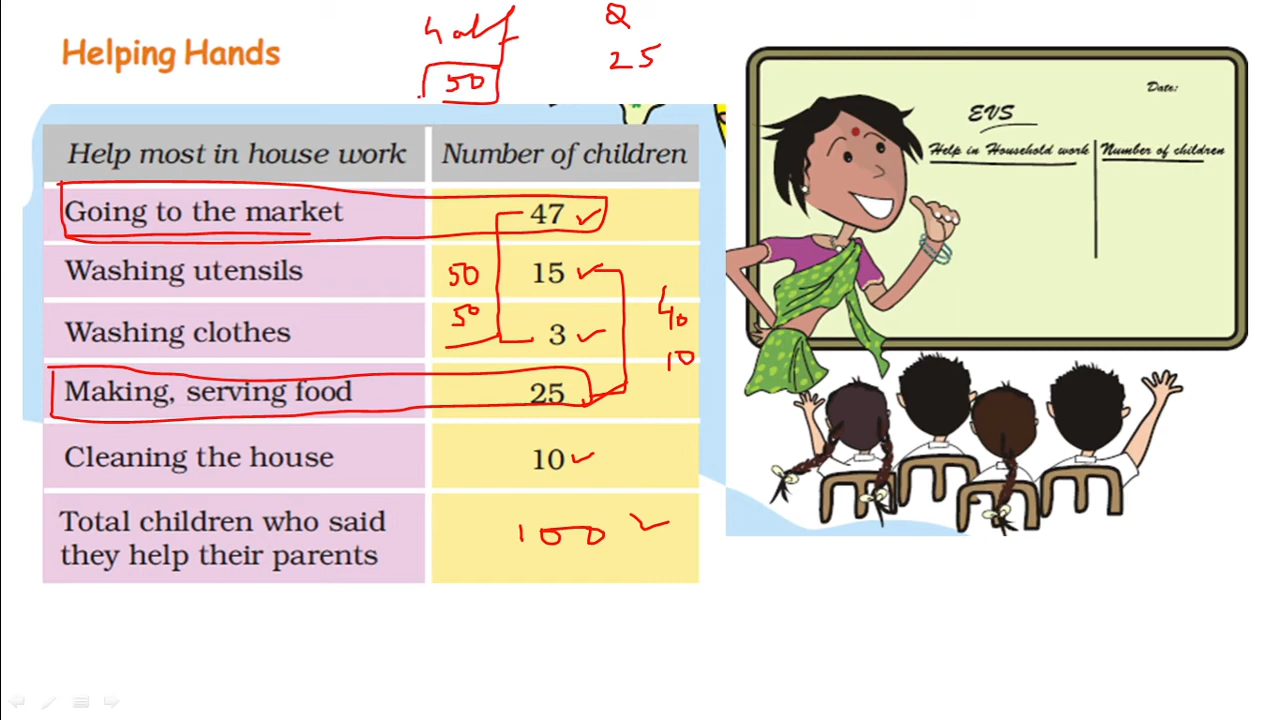 half
Q
Helping Hands
25
50
Date:
EVS
Help most in house work Number of children
Help in Household work Number of children
Going to the market 47
Washing utensils 50 15
Washing clothes 50 3 40
10
Making, serving food 25
Cleaning the house 10
Total children who said
they help their parents 100